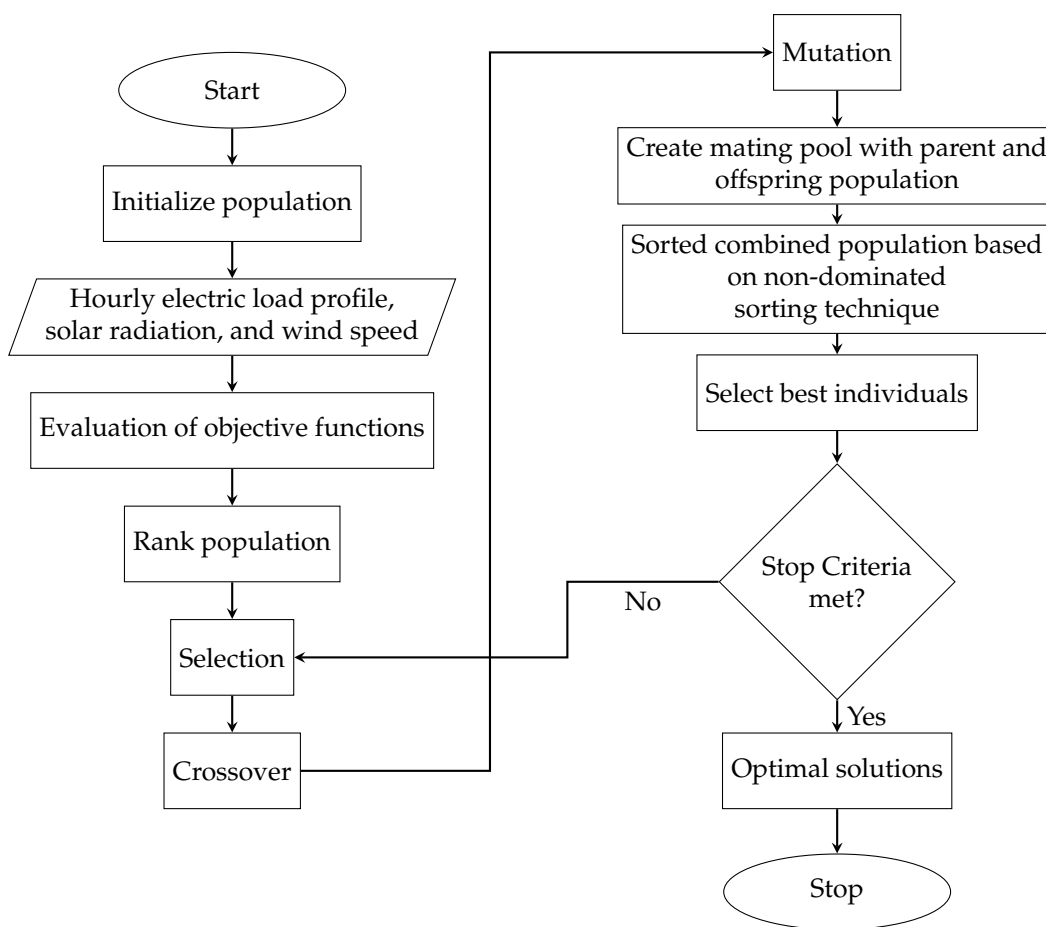 Start
Initialize population
Hourly electric load profile,
solar radiation, and wind speed
Evaluation of objective functions
Rank population
Selection
Crossover
Mutation
Create mating pool with parent and
offspring population
Sorted combined population based
on non-dominated
sorting technique
Select best individuals
Stop Criteria
met?
No
Yes
Optimal solutions
Stop